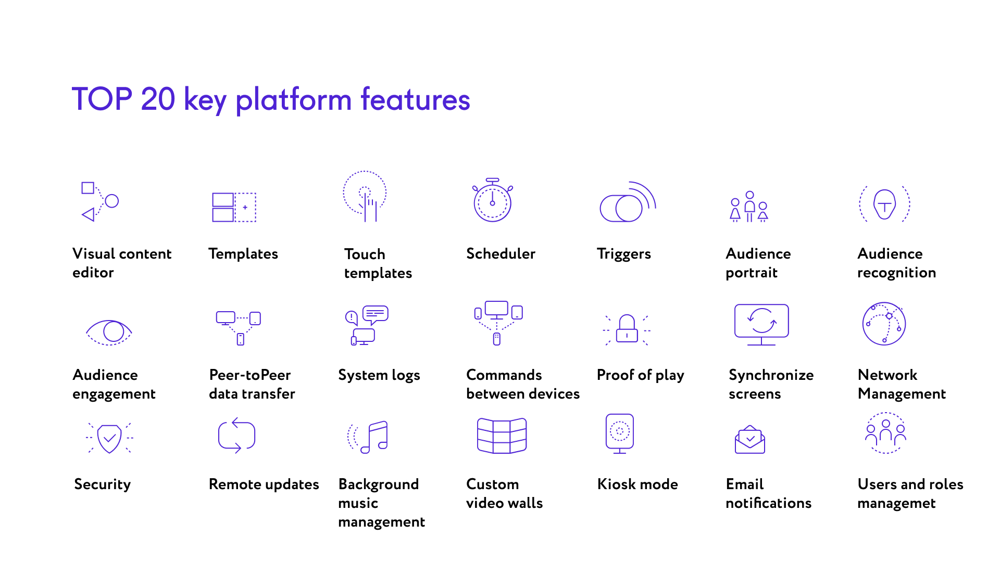 TOP 20 key platform features
Visual content
editor
Templates
Touch
templates
Scheduler
Triggers
Audience
portrait
Audience
recognition
Audience
engagement
Peer-toPeer
data transfer
System logs
Commands
between devices
Proof of play
Synchronize
screens
Network
Management
Security
Remote updates
Background
music
management
Custom
video walls
Kiosk mode
Email
notifications
Users and roles
managemet